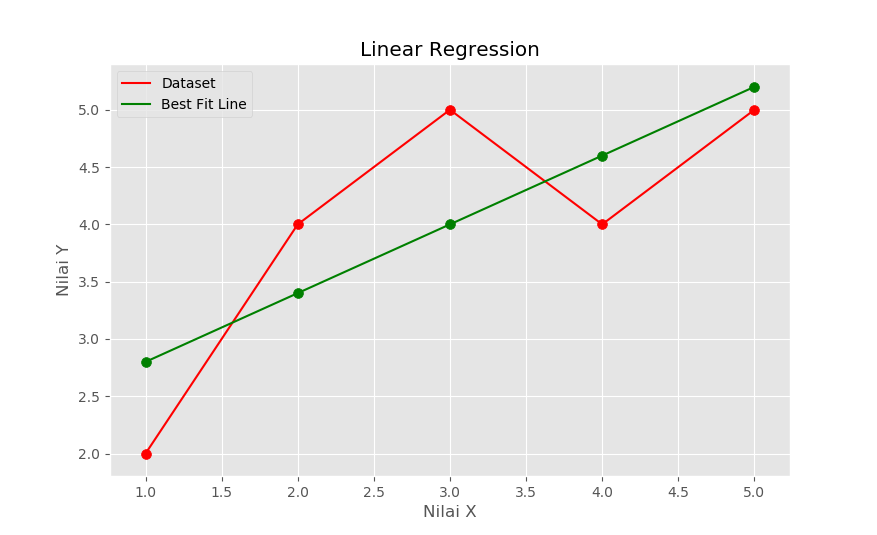 Linear Regression
Dataset
Best Fit Line
5.0
4.5
4.0
3.5
3.0
2.5
2.0
Nilai Y
1.0 1.5 2.0 2.5 3.0 3.5 4.0 4.5 5.0
Nilai X